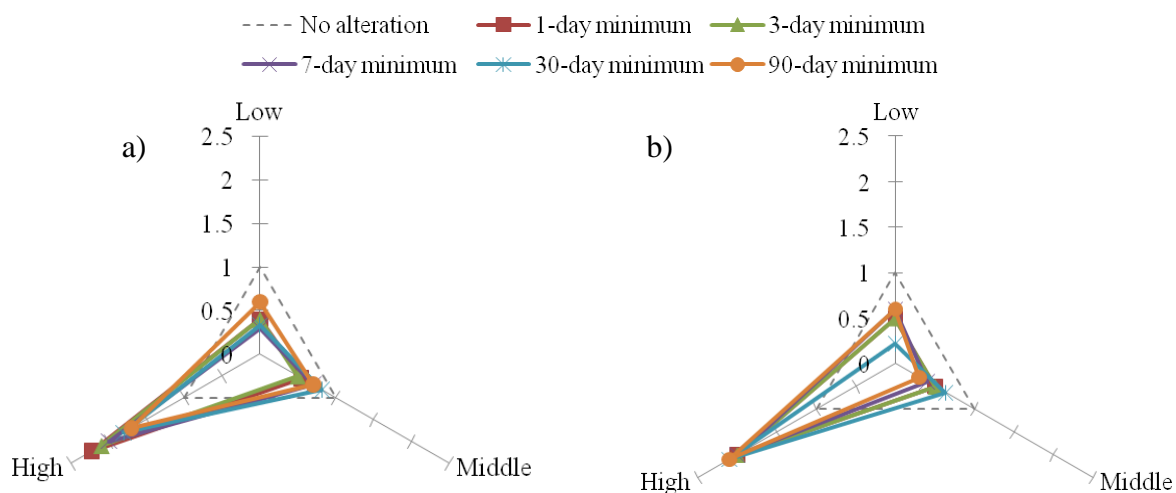 No alteration 1-day minimum 3-day minimum
7-day minimum 30-day minimum 90-day minimum
a)
Low
2.5
2
1.5
1
0.5
0
High
Middle
b)
Low
2.5
2
1.5
1
0.5
0
High
Middle